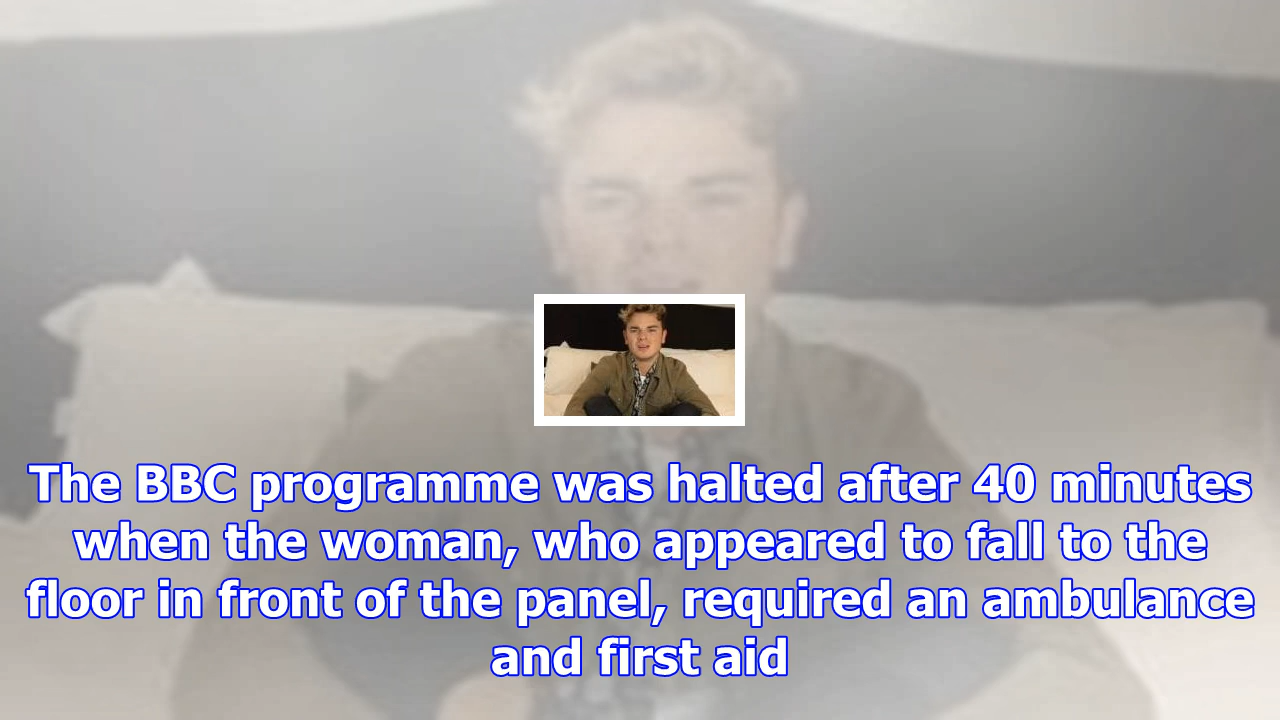 The BBC programme was halted after 40 minutes
when the woman, who appeared to fall to the
floor in front of the panel, required an ambulance
and first aid